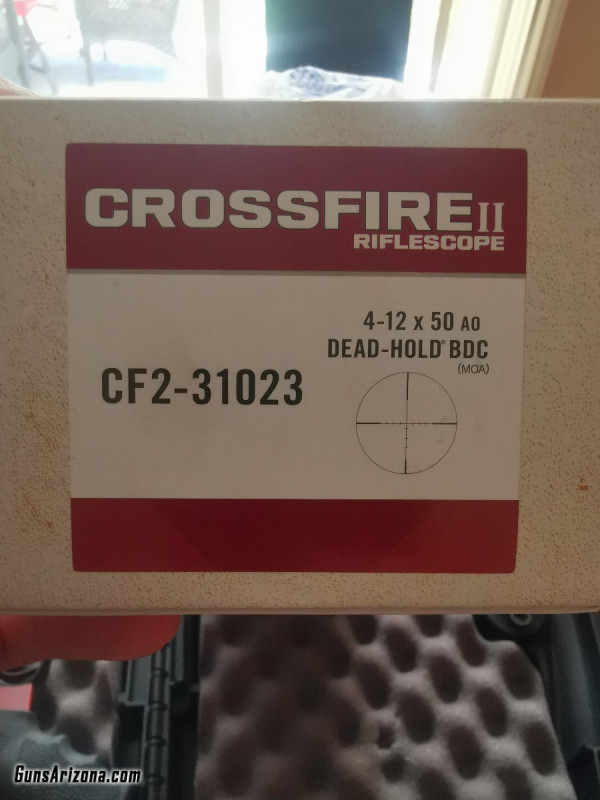 CROSSFIRE II
RIFLESCOPE
4-12 x 50 AO
DEAD-HOLD® BDC
(MOA)
CF2-31023
GunsArizona.com